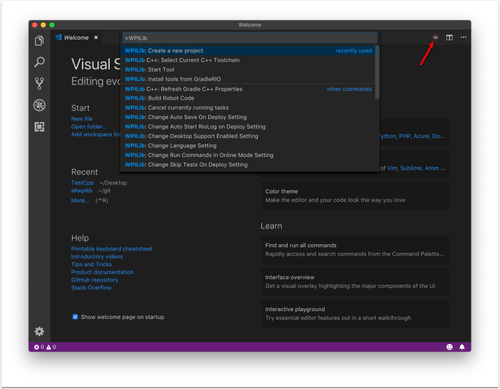 Welcome
Welcome
>WPILib
WPILib: Create a new project recently used
WPILib C++: Select Current C++ Toolchain
WPILib: Start Tool
WPILib: Install tools from GradleRIO
WPILib C++: Refresh Gradle C++ Properties other commands
WPILib: Build Robot Code
WPILib: Cancel currently running tasks
WPILib: Change Auto Save On Deploy Setting
WPILib: Change Auto Start RioLog on Deploy Setting
WPILib: Change Desktop Support Enabled Setting
WPILib: Change Language Setting
WPILib: Change Run Commands in Online Mode Setting
WPILib: Change Skip Tests On Deploy Setting
Visual S
Editing evo
Start
New file
Open folder...
Add workspace fol
Recent
TestCpp ~/Desktop
allwpilib ~/git
More... (^R)
Help
Printable keyboard cheatsheet
Introductory videos
Tips and Tricks
Product documentation
GitHub repository
Stack Overflow
Show welcome page on startup
Python, PHP, Azure, Do...
of Vim, Sublime, Atom ...
Color theme
Make the editor and your code look the way you love
Learn
Find and run all commands
Rapidly access and search commands from the Command Palette...
Interface overview
Get a visual overlay highlighting the major components of the UI
Interactive playground
Try essential editor features out in a short walkthrough
0 0